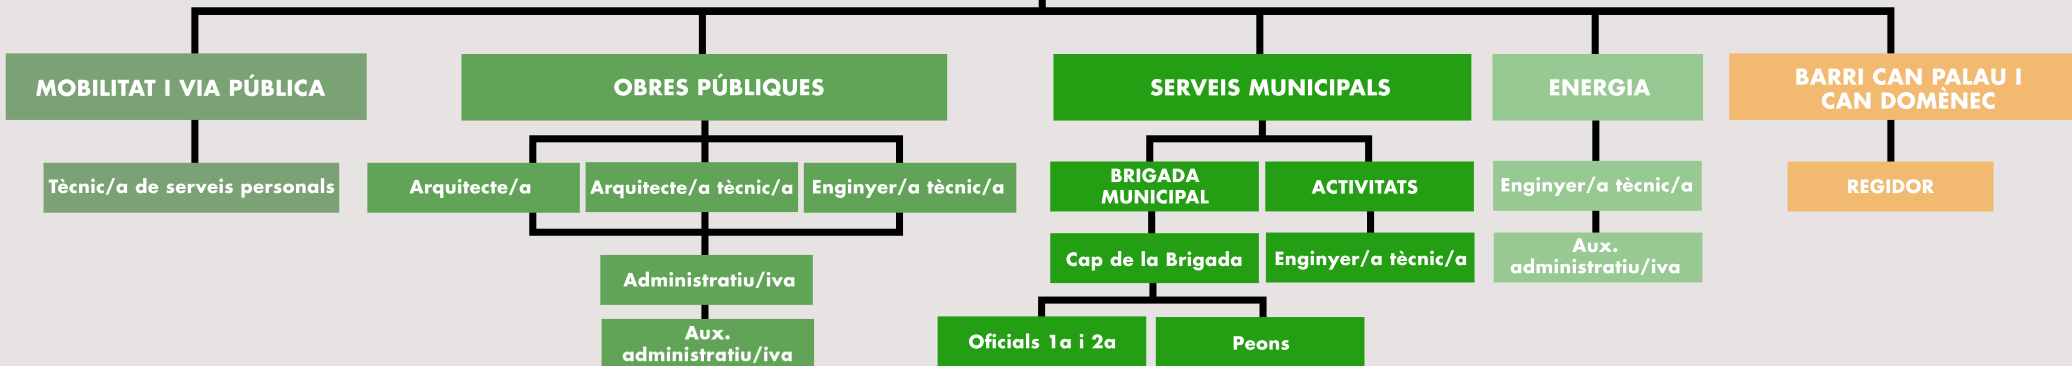 MOBILITAT I VIA PÚBLICA
OBRES PÚBLIQUES
SERVEIS MUNICIPALS
ENERGIA
BARRI CAN PALAU I
CAN DOMÈNEC
Tècnic/a de serveis personals
Arquitecte/a
Arquitecte/a tècnic/a
Enginyer/a tècnic/a
BRIGADA
MUNICIPAL
ACTIVITATS
Enginyer/a tècnic/a
REGIDOR
Cap de la Brigada
Enginyer/a tècnic/a
Aux.
administratiu/iva
Administratiu/iva
Aux.
administratiu/iva
Oficials 1a i 2a
Peons